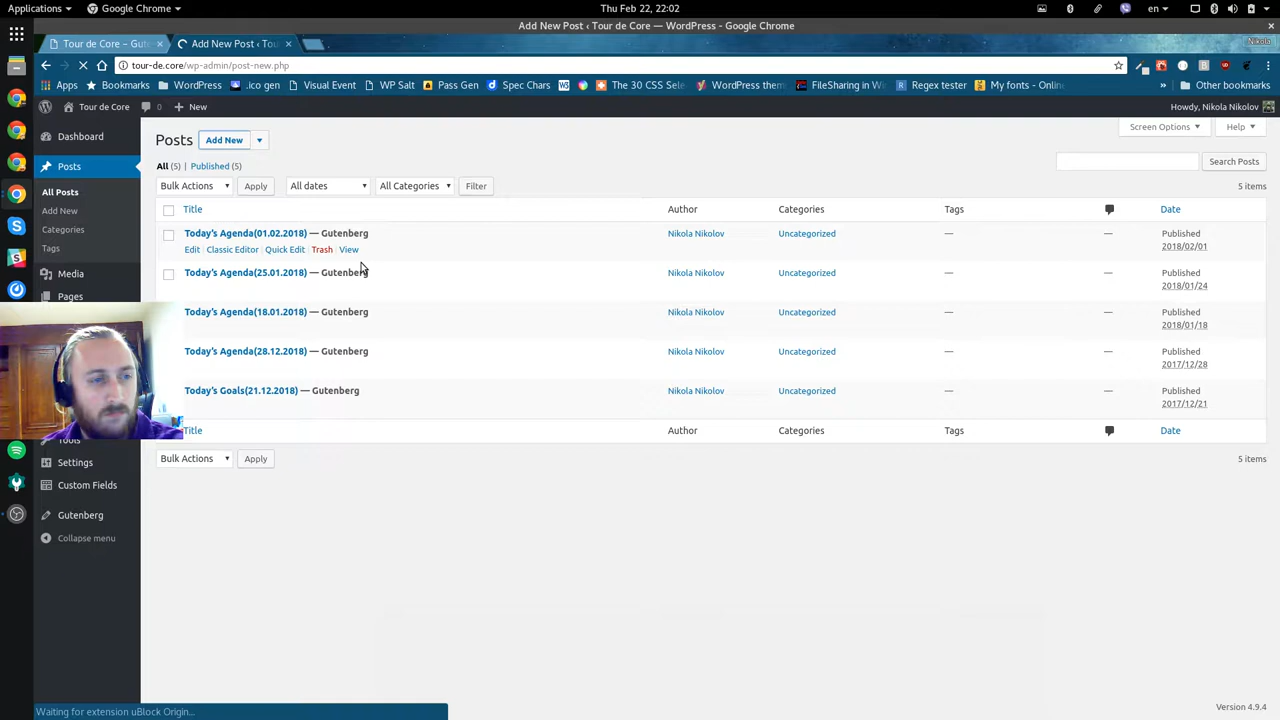 Applications Google Chrome Thu Feb 22, 22:02 en
Add New Post ‹ Tour de Core — WordPress - Google Chrome
Tour de Core – Gute Add New Post ‹ Tou Nikola
tour-de.core/wp-admin/post-new.php
Apps Bookmarks WordPress .ico gen Visual Event WP Salt Pass Gen Spec Chars The 30 CSS Sele WordPress them FileSharing in Wi Regex tester My fonts - Onlin » Other bookmarks
Tour de Core 0 New Howdy, Nikola Nikolov
Screen Options Help
Dashboard
Posts
All Posts
Add New
Categories
Tags
Media
Pages
Tools
Settings
Custom Fields
Gutenberg
Collapse menu
Posts Add New
All (5) | Published (5)
Search Posts
Bulk Actions Apply All dates All Categories Filter 5 items
Title Author Categories Tags Date
Today's Agenda(01.02.2018) — Gutenberg Nikola Nikolov Uncategorized — — Published
2018/02/01
Edit | Classic Editor | Quick Edit | Trash | View
Today's Agenda(25.01.2018) — Gutenberg Nikola Nikolov Uncategorized — — Published
2018/01/24
Today's Agenda(18.01.2018) — Gutenberg Nikola Nikolov Uncategorized — — Published
2018/01/18
Today's Agenda(28.12.2018) — Gutenberg Nikola Nikolov Uncategorized — — Published
2017/12/28
Today's Goals(21.12.2018) — Gutenberg Nikola Nikolov Uncategorized — — Published
2017/12/21
Title Author Categories Tags Date
Bulk Actions Apply 5 items
Version 4.9.4
Waiting for extension uBlock Origin...